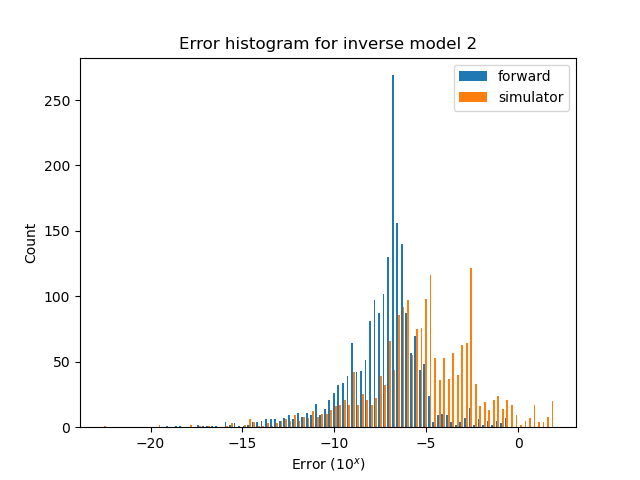 Error histogram for inverse model 2
forward
simulator
250
200
150
100
50
0
Count
−20
−15
−10
−5
0
Error (10^x)